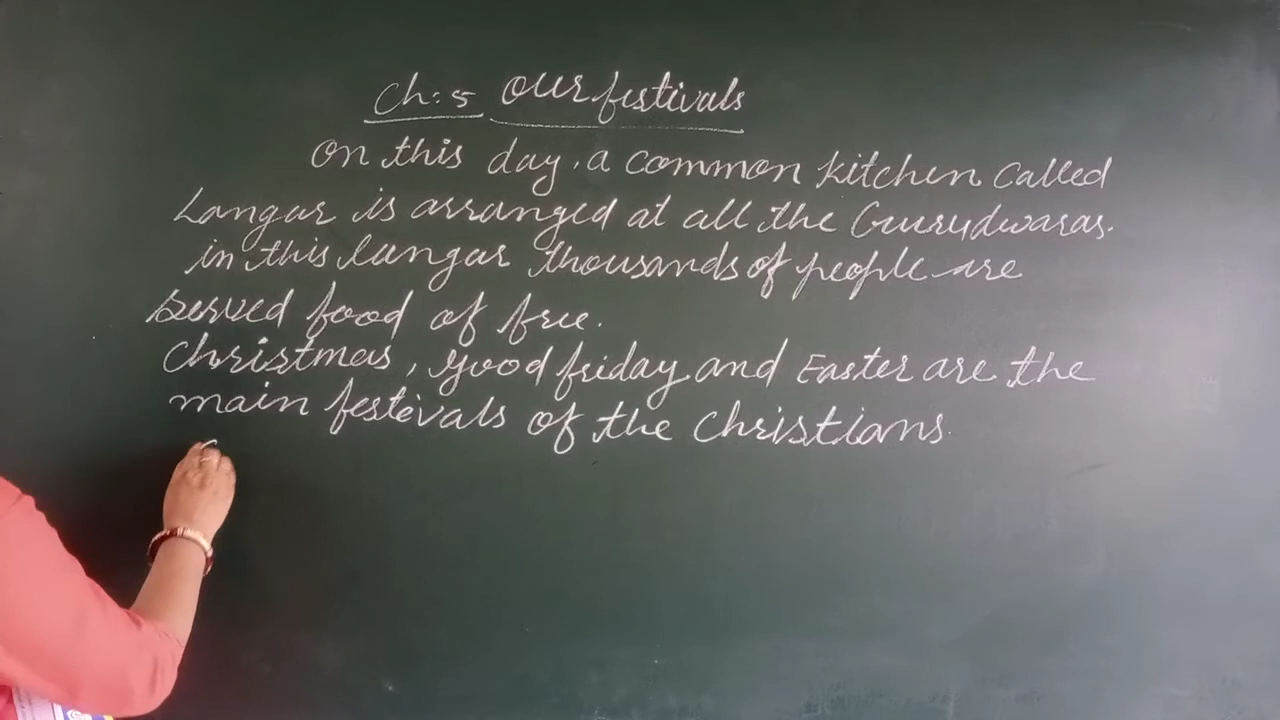 Ch:5 Our festivals
On this day, a common kitchen called
Langar is arranged at all the Gurudwaras.
in this langar thousands of people are
served food of free.
Christmas, Good friday and Easter are the
main festivals of the Christians.